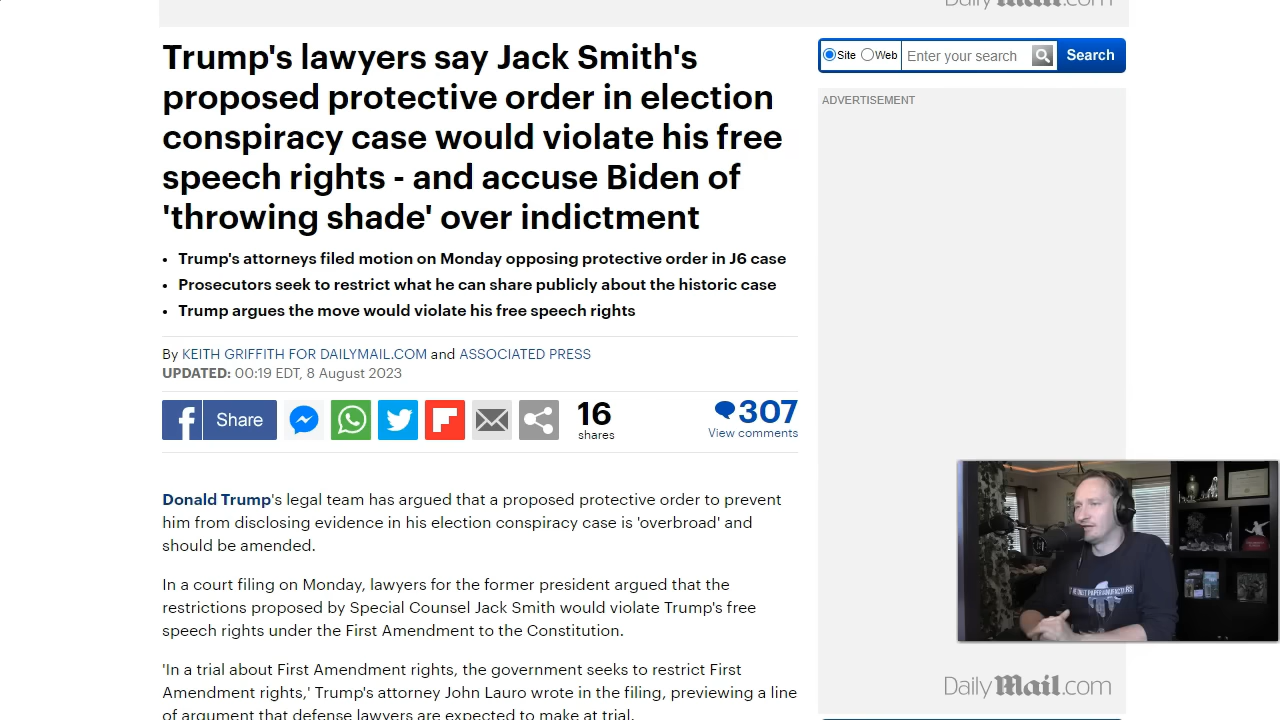 Daily Mail.com
Trump's lawyers say Jack Smith's
proposed protective order in election
conspiracy case would violate his free
speech rights - and accuse Biden of
'throwing shade' over indictment
Site Web Enter your search Search
ADVERTISEMENT
• Trump's attorneys filed motion on Monday opposing protective order in J6 case
• Prosecutors seek to restrict what he can share publicly about the historic case
• Trump argues the move would violate his free speech rights
By KEITH GRIFFITH FOR DAILYMAIL.COM and ASSOCIATED PRESS
UPDATED: 00:19 EDT, 8 August 2023
Share
16
shares
307
View comments
Donald Trump's legal team has argued that a proposed protective order to prevent
him from disclosing evidence in his election conspiracy case is 'overbroad' and
should be amended.
In a court filing on Monday, lawyers for the former president argued that the
restrictions proposed by Special Counsel Jack Smith would violate Trump's free
speech rights under the First Amendment to the Constitution.
'In a trial about First Amendment rights, the government seeks to restrict First
Amendment rights,' Trump's attorney John Lauro wrote in the filing, previewing a line
of argument that defense lawyers are expected to make at trial.
Daily Mail.com